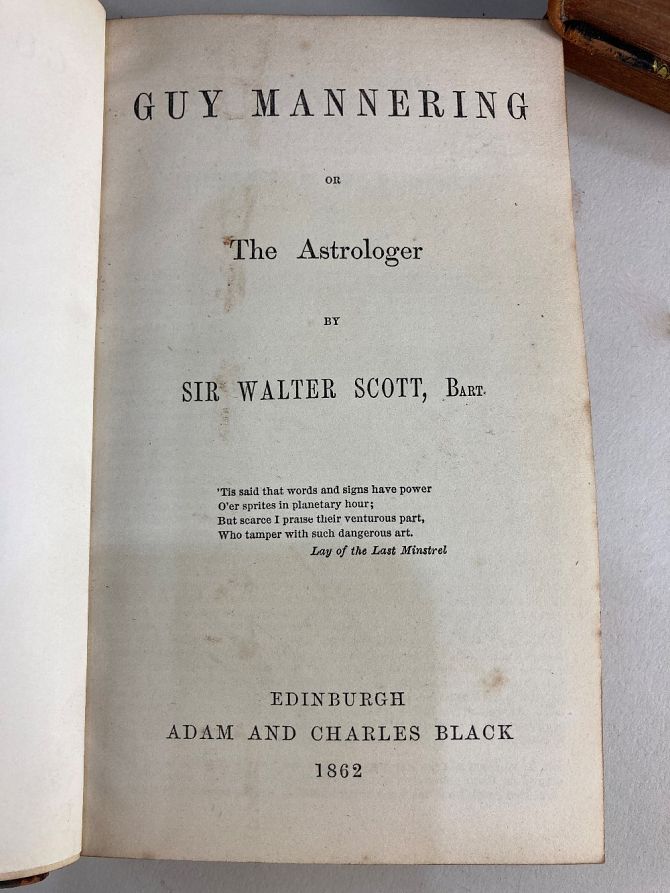 GUY MANNERING
OR
The Astrologer
BY
SIR WALTER SCOTT, BART.
'Tis said that words and signs have power
O'er sprites in planetary hour;
But scarce I praise their venturous part,
Who tamper with such dangerous art.
Lay of the Last Minstrel
EDINBURGH
ADAM AND CHARLES BLACK
1862